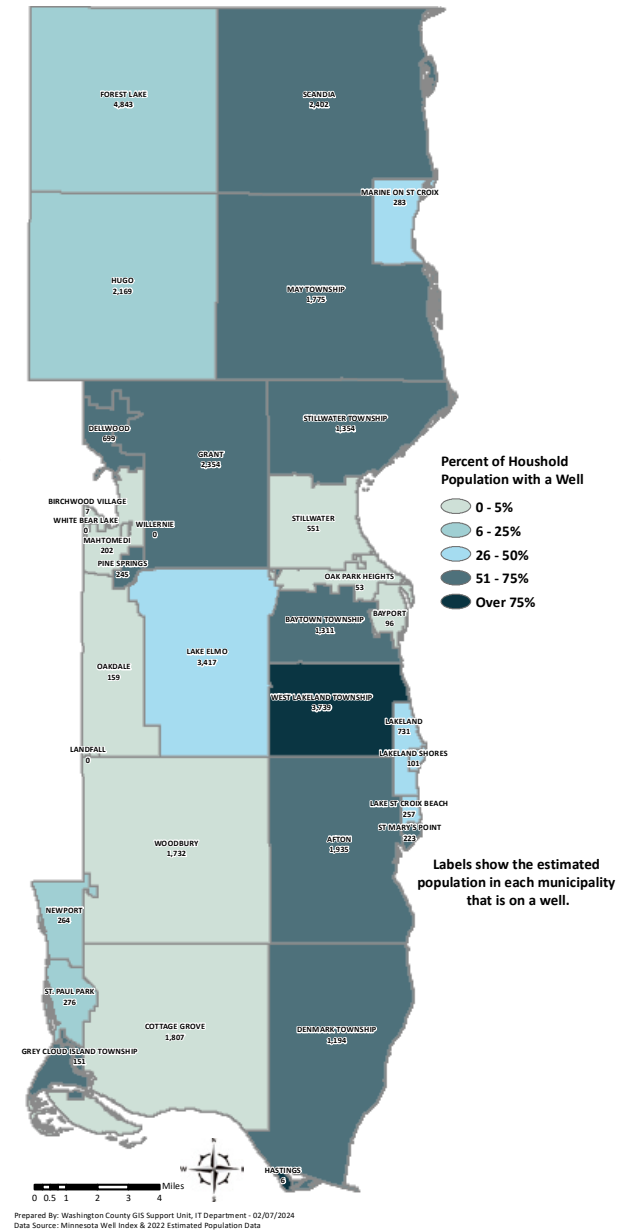 FOREST LAKE
4,843
SCANDIA
2,402
MARINE ON ST CROIX
283
HUGO
2,169
MAY TOWNSHIP
1,775
DELLWOOD
699
GRANT
2,354
STILLWATER TOWNSHIP
1,354
Percent of Houshold
Population with a Well
0 - 5%
6 - 25%
26 - 50%
51 - 75%
Over 75%
BIRCHWOOD VILLAGE
7
WHITE BEAR LAKE
0
WILLERNIE
0
MAHTOMEDI
202
PINE SPRINGS
245
STILLWATER
551
OAK PARK HEIGHTS
53
BAYPORT
96
BAYTOWN TOWNSHIP
1,311
LAKE ELMO
3,417
OAKDALE
159
WEST LAKELAND TOWNSHIP
3,739
LAKELAND
731
LAKELAND SHORES
101
LANDFALL
0
LAKE ST CROIX BEACH
257
ST MARY'S POINT
223
WOODBURY
1,732
AFTON
1,935
Labels show the estimated
population in each municipality
that is on a well.
NEWPORT
264
ST. PAUL PARK
276
COTTAGE GROVE
1,807
DENMARK TOWNSHIP
1,194
GREY CLOUD ISLAND TOWNSHIP
151
HASTINGS
6
N
W
E
S
Miles
0 0.5 1 2 3 4
Prepared By: Washington County GIS Support Unit, IT Department - 02/07/2024
Data Source: Minnesota Well Index & 2022 Estimated Population Data